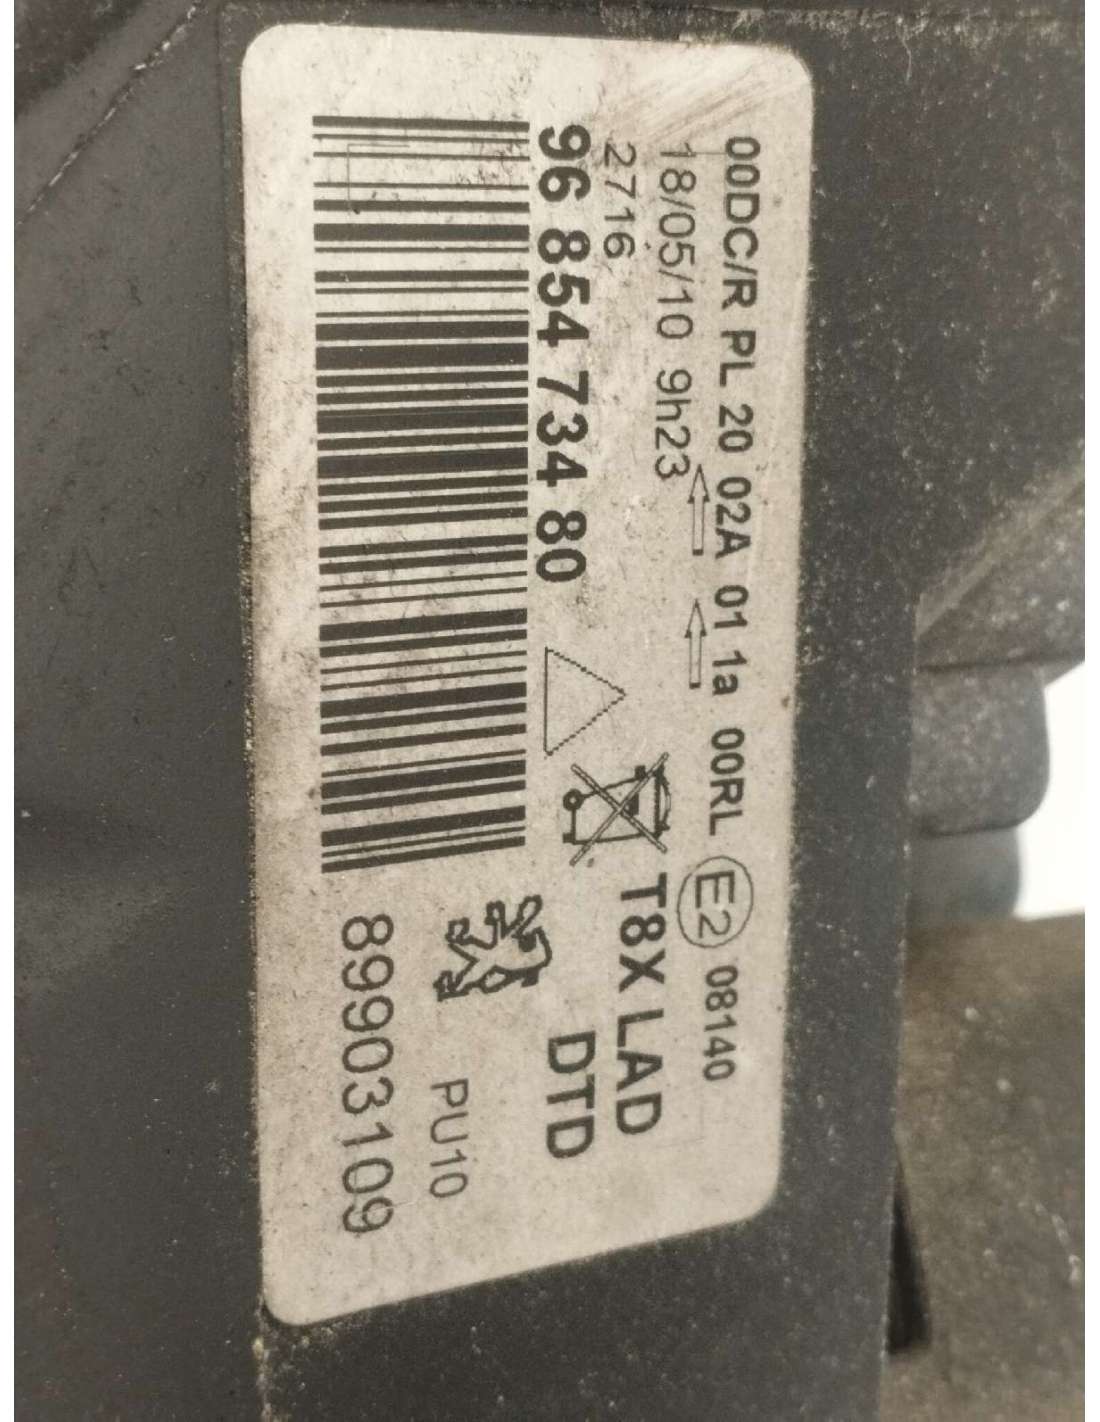 00DC/R PL 20 02A 01 1a 00RL E2 08140
18/05/10 9h23
2716
T8X LAD
96 854 734 80
DTD
PU10
89903109